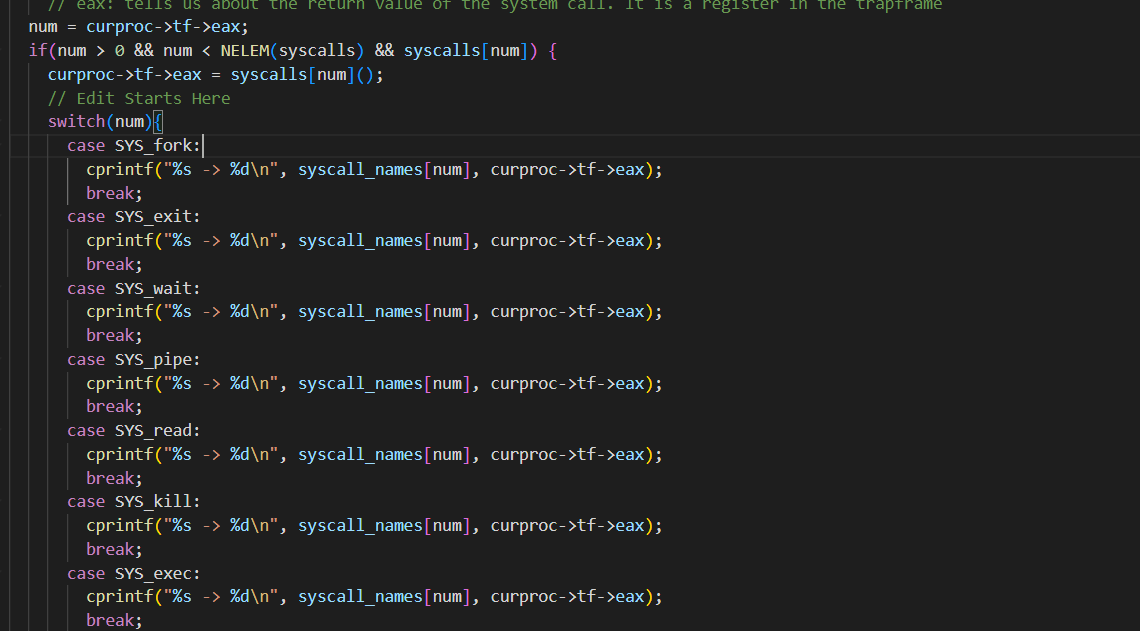 // eax: tells us about the return value of the system call. It is a register in the trapframe
num = curproc->tf->eax;
if(num > 0 && num < NELEM(syscalls) && syscalls[num]) {
curproc->tf->eax = syscalls[num]();
// Edit Starts Here
switch(num){
case SYS_fork:
cprintf("%s -> %d\n", syscall_names[num], curproc->tf->eax);
break;
case SYS_exit:
cprintf("%s -> %d\n", syscall_names[num], curproc->tf->eax);
break;
case SYS_wait:
cprintf("%s -> %d\n", syscall_names[num], curproc->tf->eax);
break;
case SYS_pipe:
cprintf("%s -> %d\n", syscall_names[num], curproc->tf->eax);
break;
case SYS_read:
cprintf("%s -> %d\n", syscall_names[num], curproc->tf->eax);
break;
case SYS_kill:
cprintf("%s -> %d\n", syscall_names[num], curproc->tf->eax);
break;
case SYS_exec:
cprintf("%s -> %d\n", syscall_names[num], curproc->tf->eax);
break;